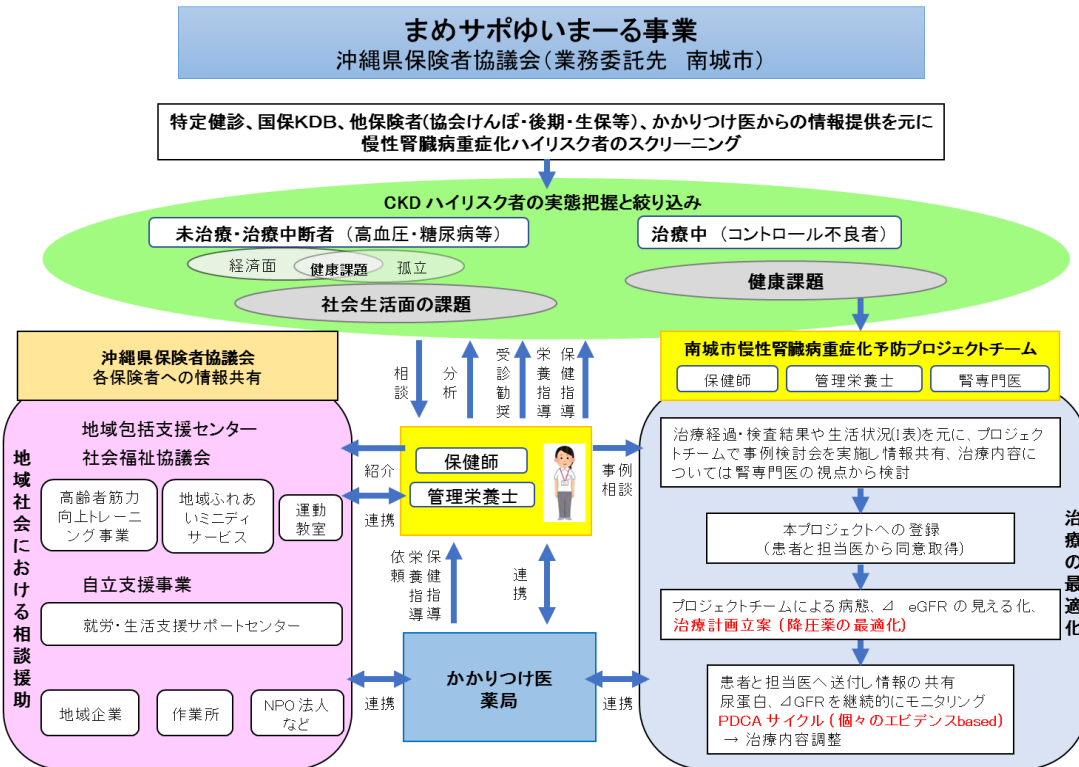 まめサポゆいまーる事業
沖縄県保険者協議会(業務委託先　南城市)
特定健診、国保KDB、他保険者(協会けんぽ・後期・生保等)、かかりつけ医からの情報提供を元に
慢性腎臓病重症化ハイリスク者のスクリーニング
CKD ハイリスク者の実態把握と絞り込み
未治療・治療中断者 (高血圧・糖尿病等)
治療中 (コントロール不良者)
経済面
健康課題
孤立
社会生活面の課題
健康課題
沖縄県保険者協議会
各保険者への情報共有
相談
分析
受診勧奨
栄養指導
保健指導
南城市慢性腎臓病重症化予防プロジェクトチーム
保健師
管理栄養士
腎専門医
地域社会における相談援助
地域包括支援センター
社会福祉協議会
高齢者筋力
向上トレーニ
ング事業
地域ふれあ
いミニディ
サービス
運動
教室
自立支援事業
就労・生活支援サポートセンター
地域企業
作業所
NPO 法人
など
紹介
連携
保健師
管理栄養士
事例
相談
保健指導
栄養指導
依頼
連携
かかりつけ医
薬局
連携
連携
治療の最適化
治療経過・検査結果や生活状況(I表)を元に、プロジェク
トチームで事例検討会を実施し情報共有、治療内容に
ついては腎専門医の視点から検討
本プロジェクトへの登録
(患者と担当医から同意取得)
プロジェクトチームによる病態、⊿　eGFR の見える化、
治療計画立案 (降圧薬の最適化)
患者と担当医へ送付し情報の共有
尿蛋白、⊿GFR を継続的にモニタリング
PDCA サイクル (個々のエビデンスbased)
→ 治療内容調整